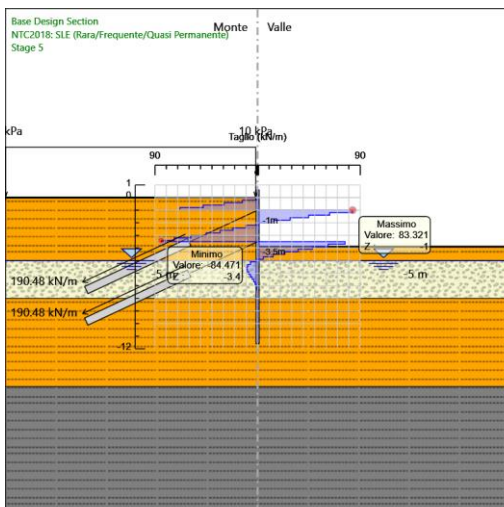 Base Design Section
NTC2018: SLE (Rara/Frequente/Quasi Permanente)
Stage 5
Monte
Valle
kPa
10 kPa
Taglio (kN/m)
90
90
1
0
-1m
Massimo
Valore: 83.321
Z -1
-3.5m
Minimo
Valore: -84.471
Z -3.4
-5 m
-5 m
190.48 kN/m
190.48 kN/m
-12